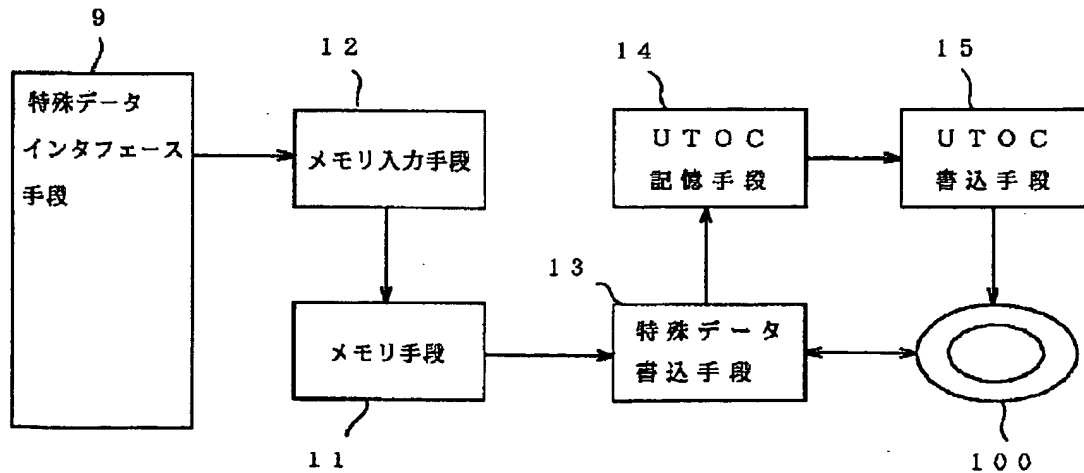 9
特殊データ
インタフェース
手段
12
メモリ入力手段
メモリ手段
11
14
UTOC
記憶手段
15
UTOC
書込手段
13
特殊データ
書込手段
100